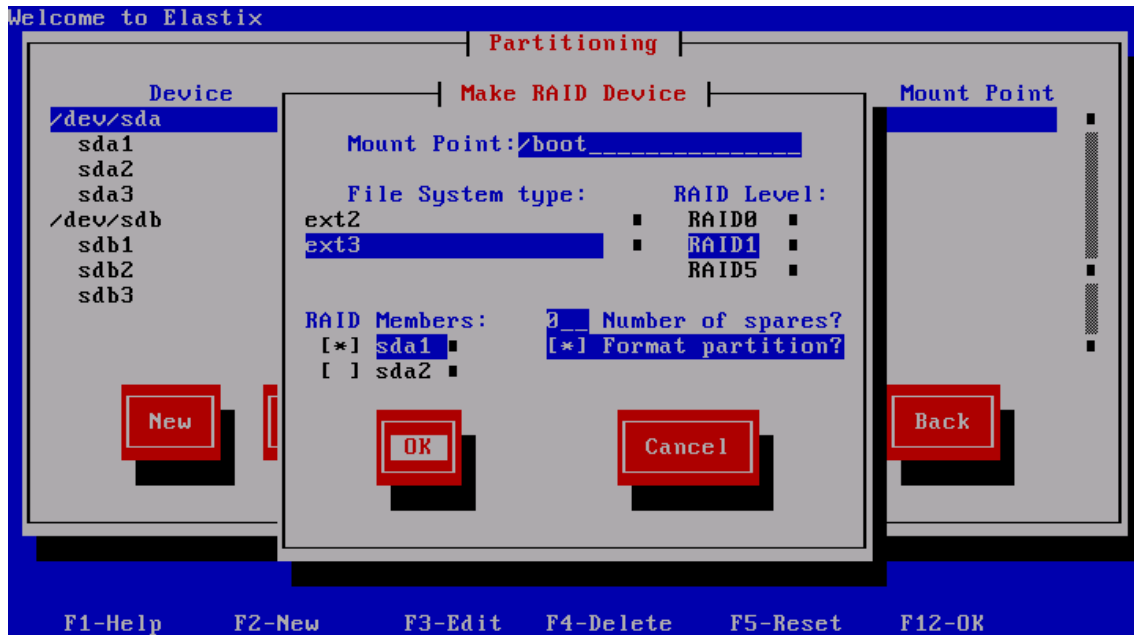 Welcome to Elastix
Partitioning
Device
Mount Point
/dev/sda
sda1
sda2
sda3
/dev/sdb
sdb1
sdb2
sdb3
Make RAID Device
Mount Point:/boot_______________
File System type:
RAID Level:
ext2
RAID0
ext3
RAID1
RAID5
RAID Members:
0__ Number of spares?
[*] sda1
[*] Format partition?
[ ] sda2
New
OK
Cancel
Back
F1-Help F2-New F3-Edit F4-Delete F5-Reset F12-OK